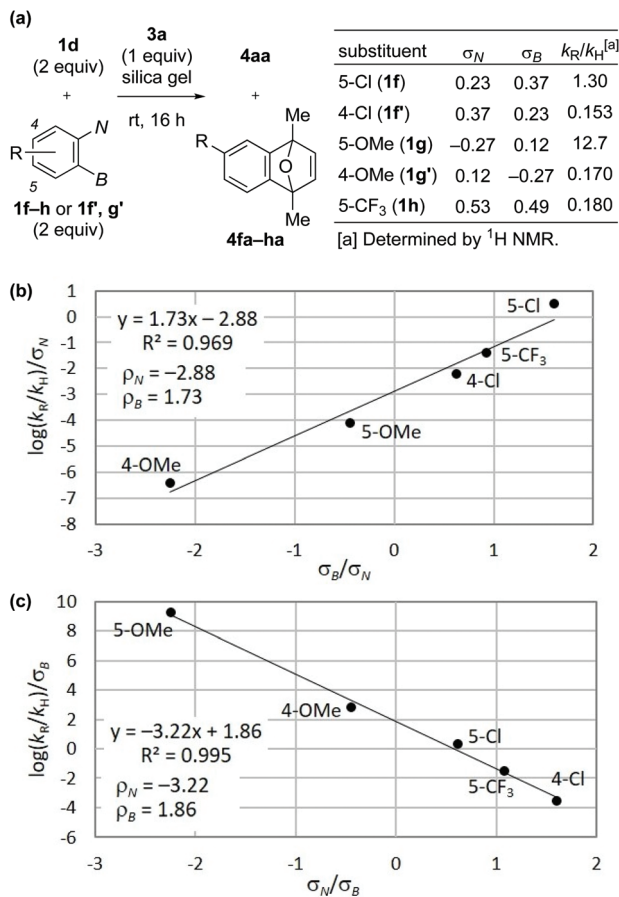 (a)
1d
(2 equiv)
+
4
N
R
5
B
1f–h or 1f', g'
(2 equiv)
3a
(1 equiv)
silica gel
rt, 16 h
4aa
+
Me
R
O
Me
4fa–ha
substituent σN σB kR/kH[a]
5-Cl (1f) 0.23 0.37 1.30
4-Cl (1f') 0.37 0.23 0.153
5-OMe (1g) −0.27 0.12 12.7
4-OMe (1g') 0.12 −0.27 0.170
5-CF3 (1h) 0.53 0.49 0.180
[a] Determined by 1H NMR.
(b)
log(kR/kH)/σN
1
0
-1
-2
-3
-4
-5
-6
-7
-8
y = 1.73x − 2.88
R² = 0.969
ρN = −2.88
ρB = 1.73
5-Cl
5-CF3
4-Cl
5-OMe
4-OMe
-3 -2 -1 0 1 2
σB/σN
(c)
log(kR/kH)/σB
10
8
6
4
2
0
-2
-4
-6
5-OMe
4-OMe
5-Cl
5-CF3
4-Cl
y = −3.22x + 1.86
R² = 0.995
ρN = −3.22
ρB = 1.86
-3 -2 -1 0 1 2
σN/σB